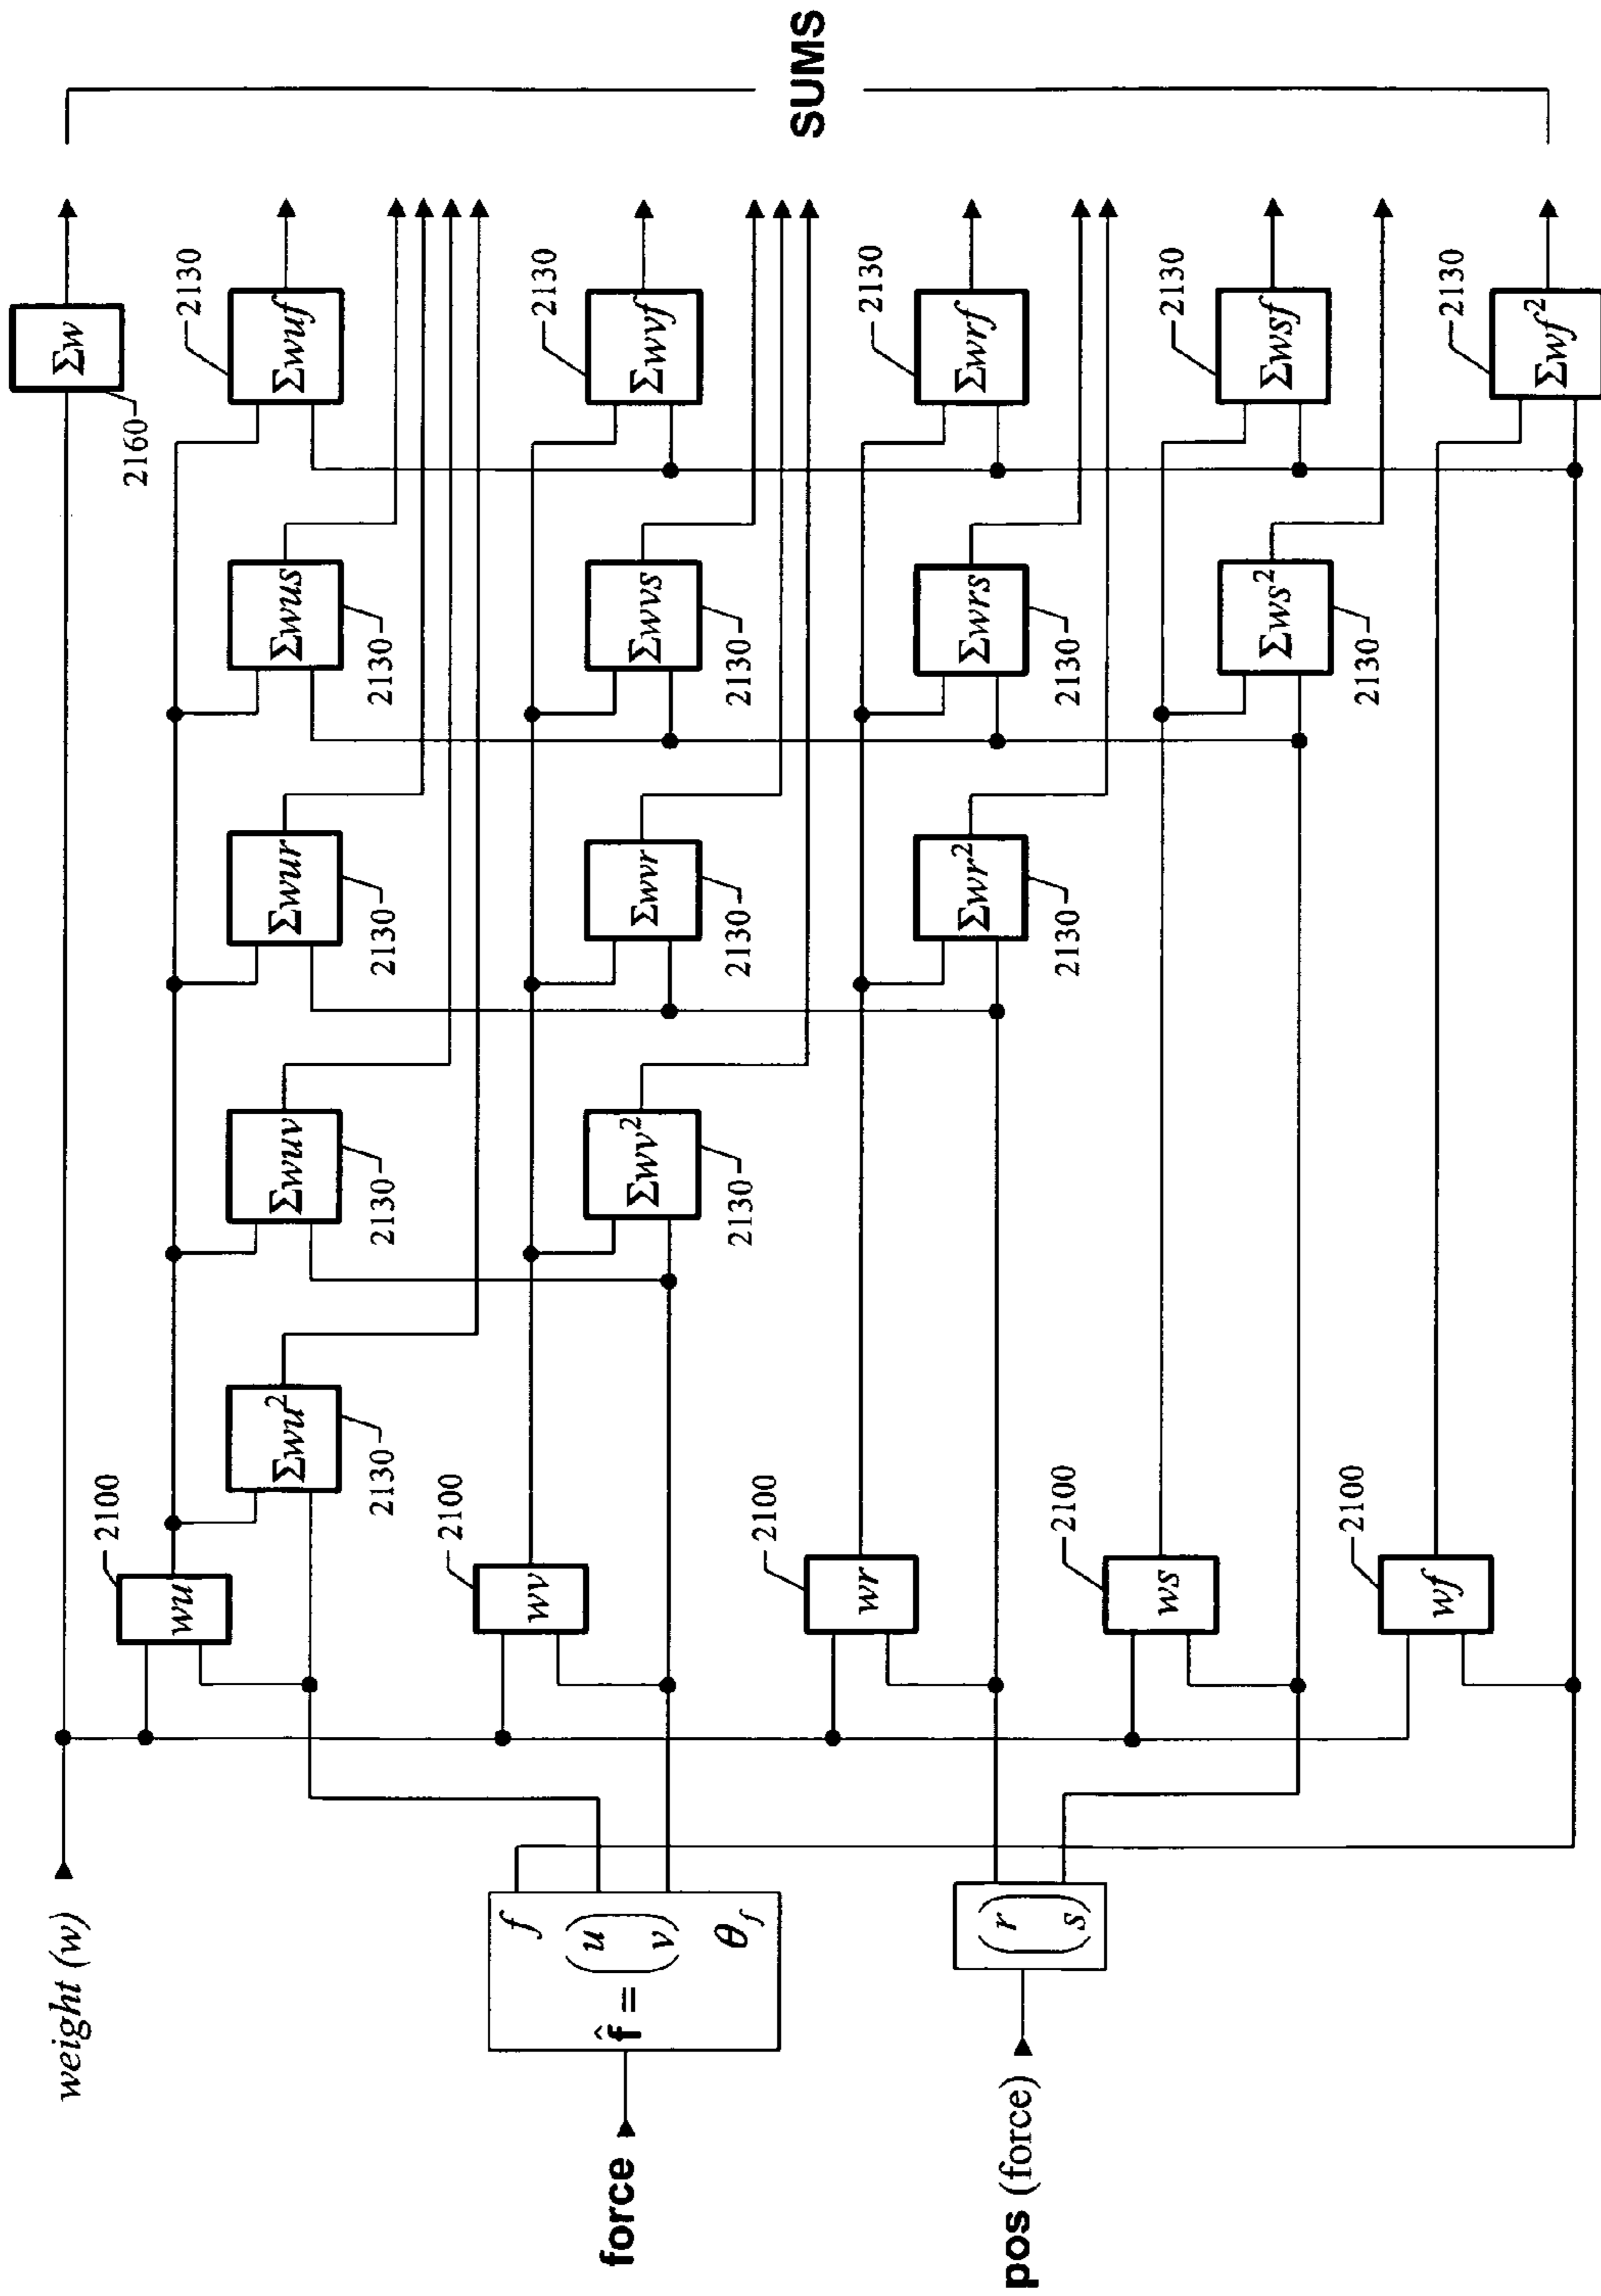 weight (w)
force
pos (force)
f
f̂ = (u v)
θf
(r s)
wu
2100
wv
2100
wr
2100
ws
2100
wf
2100
Σw
2160
Σwu²
2130
Σwuv
2130
Σwur
2130
Σwus
2130
Σwuf
2130
Σwv²
2130
Σwvr
2130
Σwvs
2130
Σwvf
2130
Σwr²
2130
Σwrs
2130
Σwrf
2130
Σws²
2130
Σwsf
2130
Σwf²
2130
SUMS